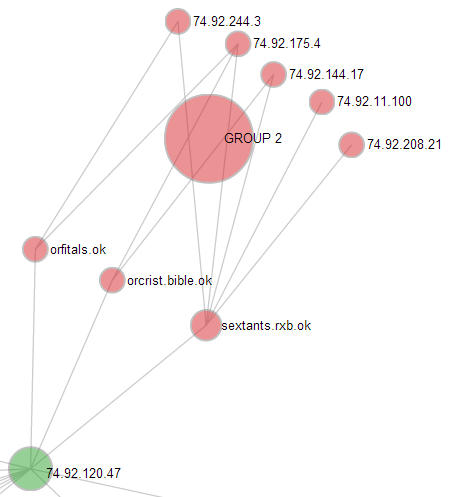 74.92.244.3
74.92.175.4
74.92.144.17
74.92.11.100
GROUP 2
74.92.208.21
orfitals.ok
orcrist.bible.ok
sextants.rxb.ok
74.92.120.47